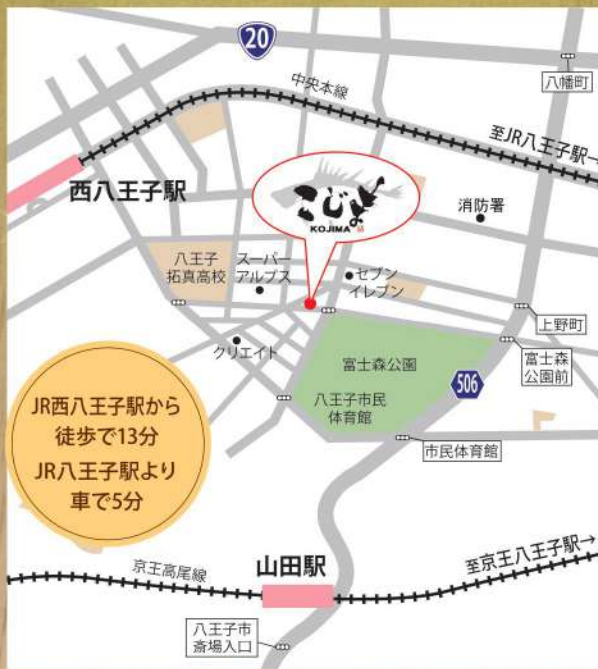 20
八幡町
中央本線
至JR八王子駅→
西八王子駅
こじま
KOJIMA
消防署
八王子
拓真高校
スーパー
アルプス
セブン
イレブン
上野町
クリエイト
富士森公園
富士森
公園前
506
八王子市民
体育館
市民体育館
JR西八王子駅から
徒歩で13分
JR八王子駅より
車で5分
京王高尾線
山田駅
至京王八王子駅→
八王子市
斎場入口